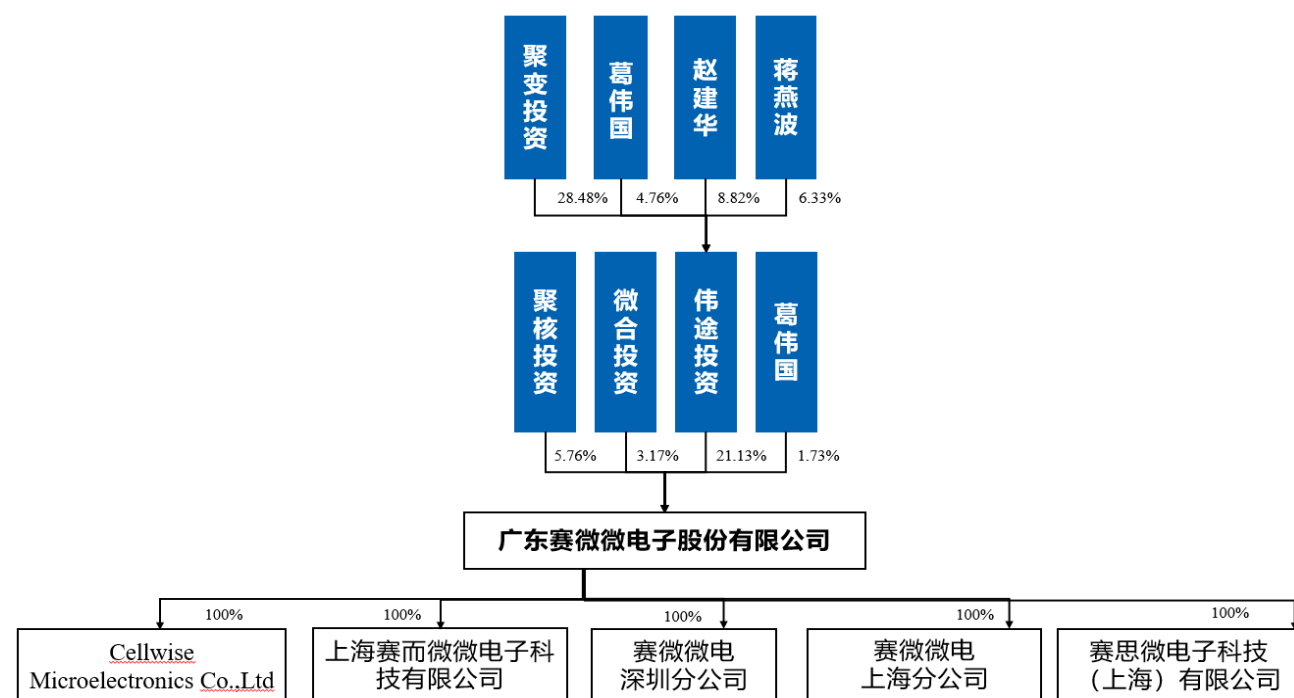 聚变投资
葛伟国
赵建华
蒋燕波
28.48%
4.76%
8.82%
6.33%
聚核投资
微合投资
伟途投资
葛伟国
5.76%
3.17%
21.13%
1.73%
广东赛微微电子股份有限公司
100%
100%
100%
100%
100%
Cellwise
Microelectronics Co.,Ltd
上海赛而微微电子科
技有限公司
赛微微电
深圳分公司
赛微微电
上海分公司
赛思微电子科技
（上海）有限公司